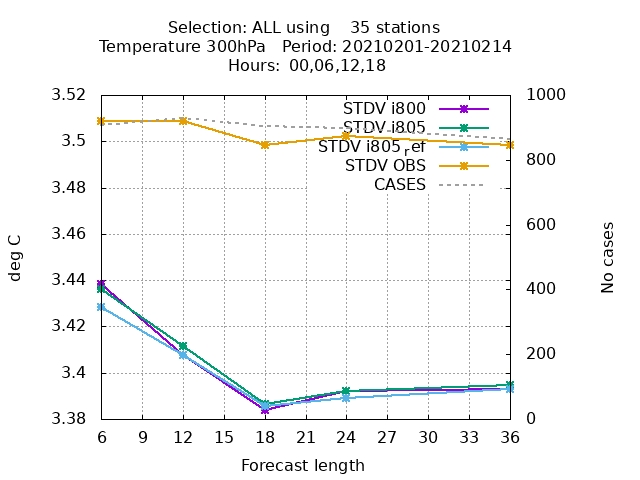 Selection: ALL using    35 stations
Temperature 300hPa   Period: 20210201-20210214
Hours: 00,06,12,18
3.52
3.5
3.48
3.46
3.44
3.42
3.4
3.38
deg C
STDV i800
STDV i805
STDV i805ref
STDV OBS
CASES
1000
800
600
400
200
0
No cases
6 9 12 15 18 21 24 27 30 33 36
Forecast length